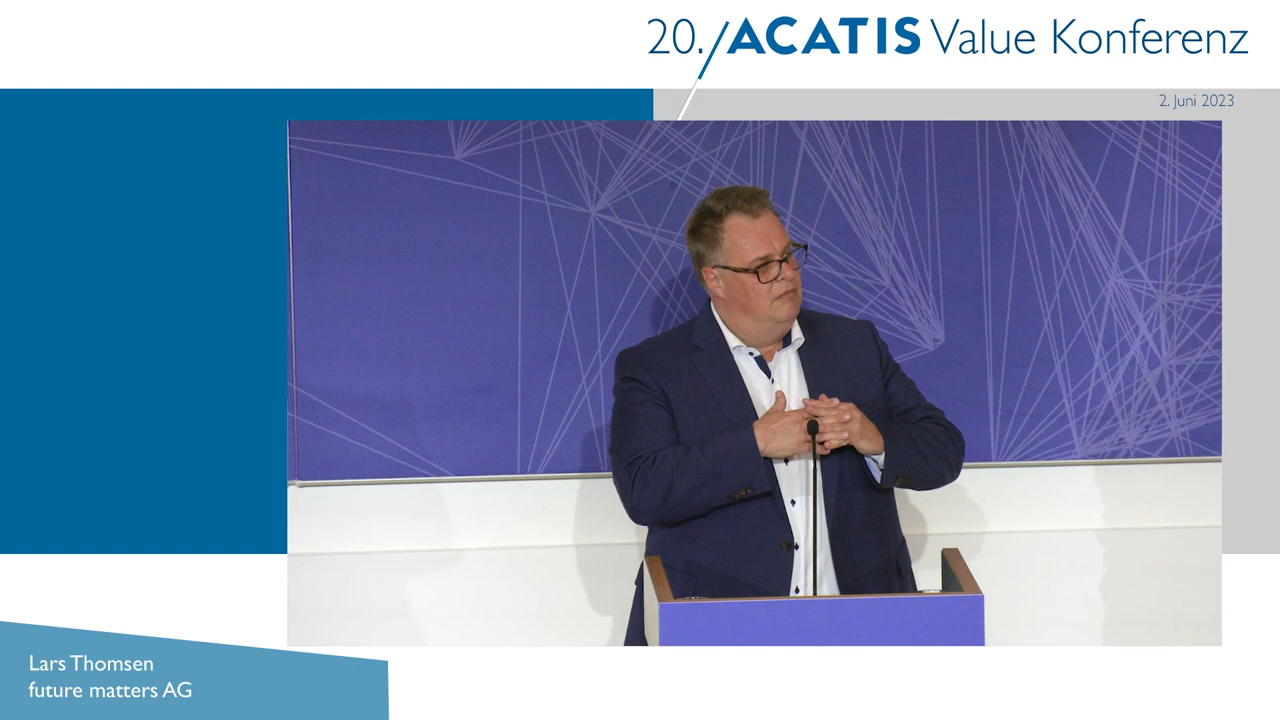 20. ACATIS Value Konferenz
2. Juni 2023
Lars Thomsen
future matters AG